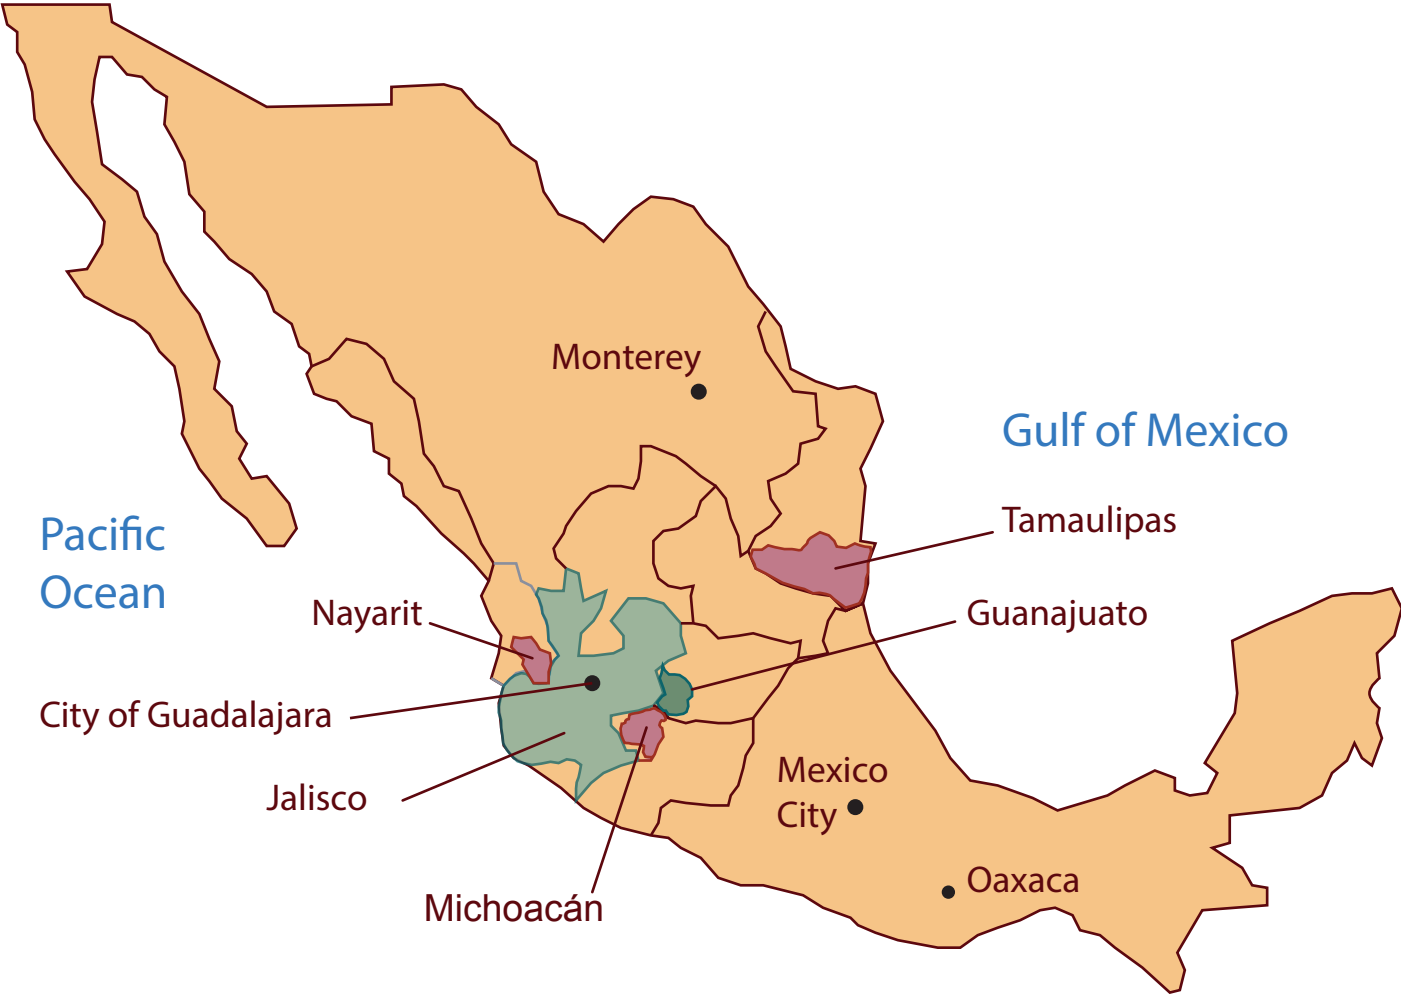 Monterey
Gulf of Mexico
Pacific
Ocean
Tamaulipas
Nayarit
Guanajuato
City of Guadalajara
Jalisco
Mexico
City
Michoacán
Oaxaca